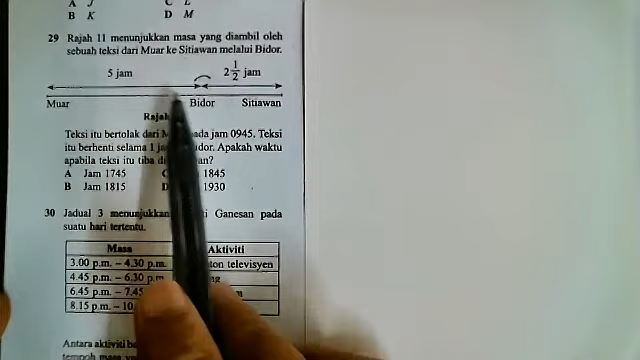 A J C L
B K D M
29 Rajah 11 menunjukkan masa yang diambil oleh
sebuah teksi dari Muar ke Sitiawan melalui Bidor.
5 jam 2 1/2 jam
Muar Bidor Sitiawan
Rajah
Teksi itu bertolak dari pada jam 0945. Teksi
itu berhenti selama 1 Apakah waktu
apabila teksi itu tiba
A Jam 1745 1845
B Jam 1815 D 1930
30 Jadual 3 menunjukkan Ganesan pada
suatu hari tertentu.
Masa Aktiviti
3.00 p.m. – 4.30 p.m. televisyen
4.45 p.m. – 6.30 p.m.
6.45 p.m. – 7.45
8.15 p.m. – 10
Antara aktiviti
tempoh masa